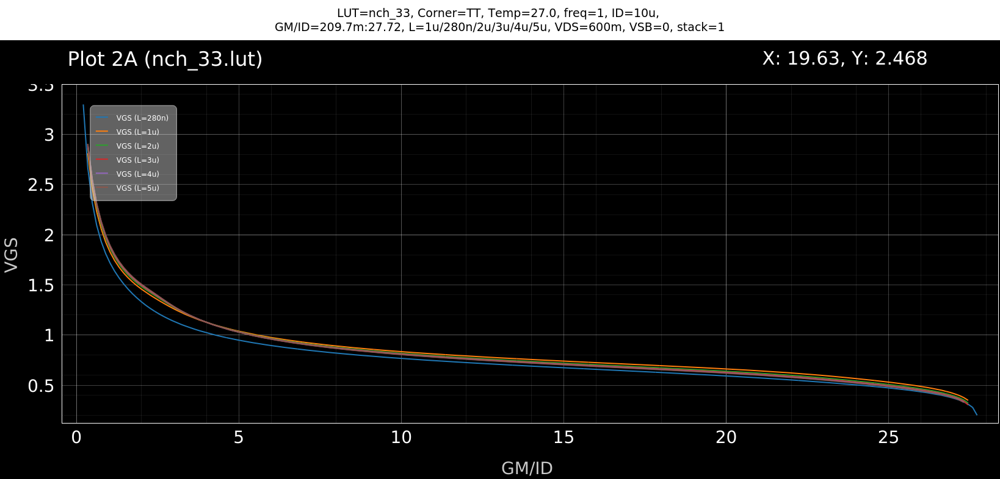 LUT=nch_33, Corner=TT, Temp=27.0, freq=1, ID=10u,
GM/ID=209.7m:27.72, L=1u/280n/2u/3u/4u/5u, VDS=600m, VSB=0, stack=1
Plot 2A (nch_33.lut)
X: 19.63, Y: 2.468
3.5
3
2.5
2
1.5
1
0.5
VGS
VGS (L=280n)
VGS (L=1u)
VGS (L=2u)
VGS (L=3u)
VGS (L=4u)
VGS (L=5u)
0 5 10 15 20 25
GM/ID